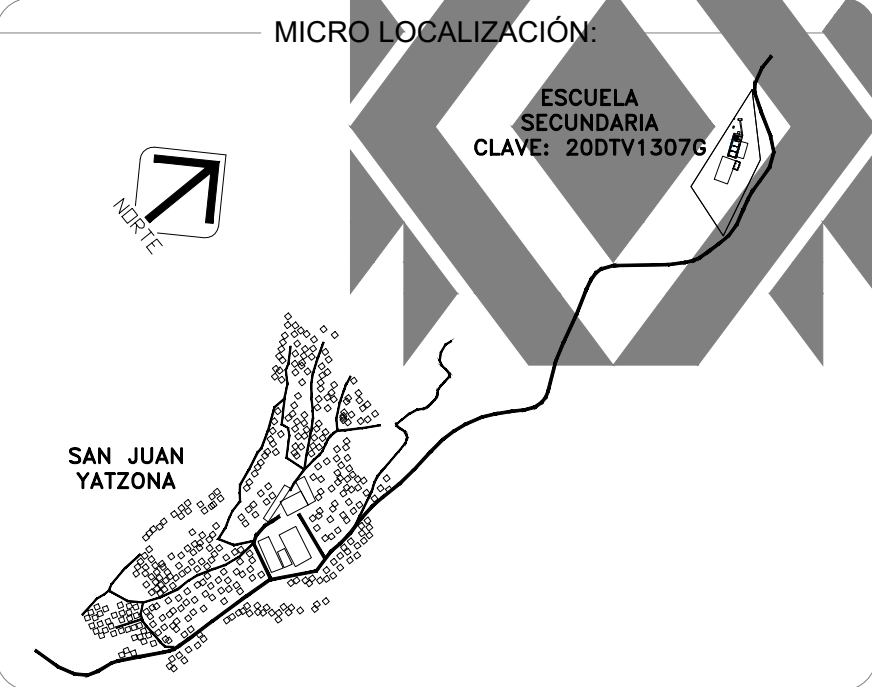 MICRO LOCALIZACIÓN:
ESCUELA
SECUNDARIA
CLAVE: 20DTV1307G
NORTE
SAN JUAN
YATZONA